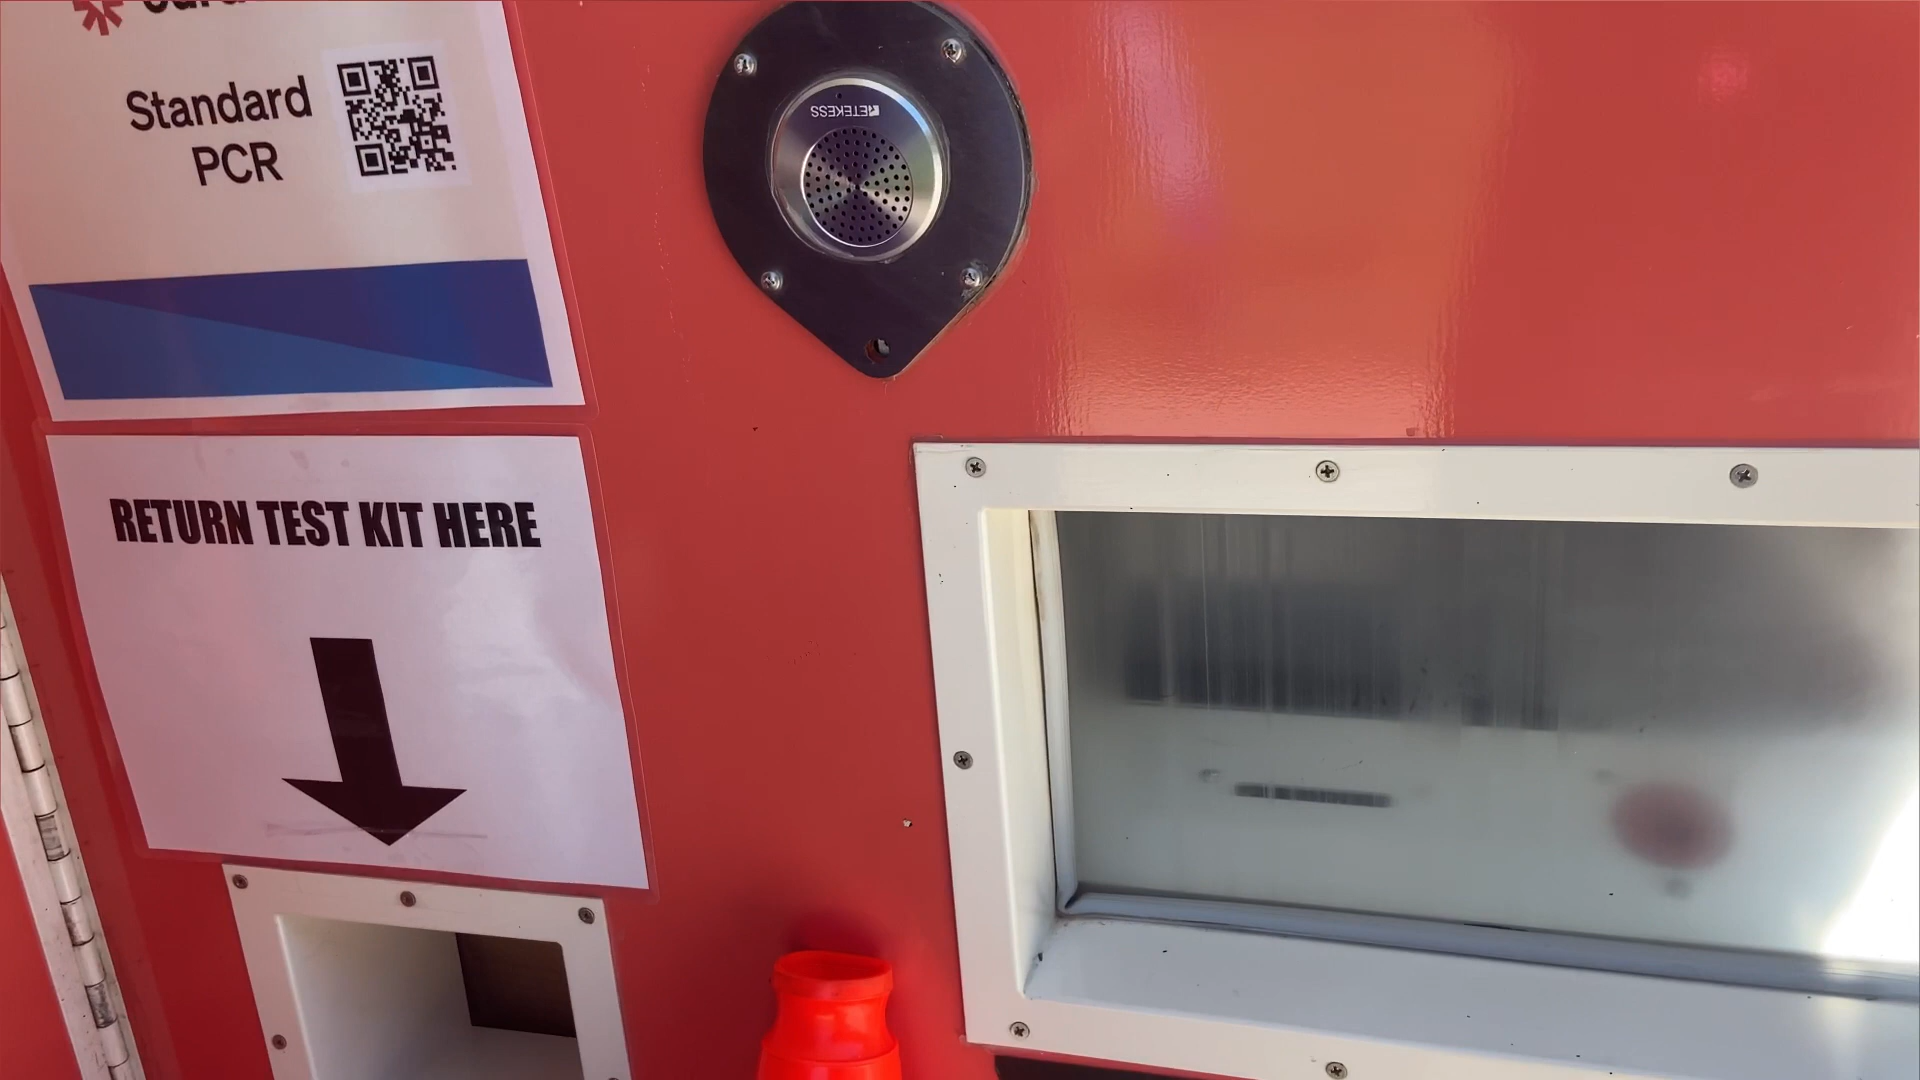 Standard
PCR
RETEKESS
RETURN TEST KIT HERE